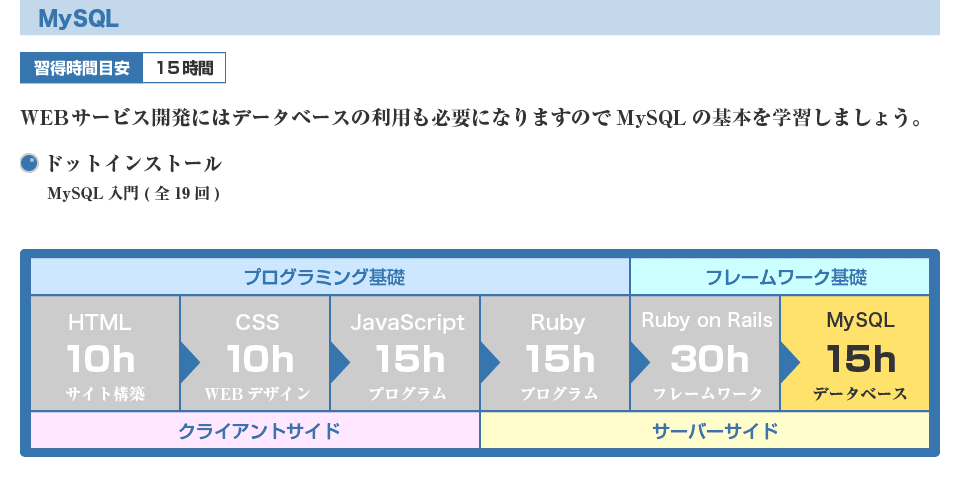 MySQL
習得時間目安 15時間
WEBサービス開発にはデータベースの利用も必要になりますので MySQL の基本を学習しましょう。
ドットインストール
MySQL 入門 ( 全 19 回 )
プログラミング基礎 フレームワーク基礎
HTML CSS JavaScript Ruby Ruby on Rails MySQL
10h 10h 15h 15h 30h 15h
サイト構築 WEB デザイン プログラム プログラム フレームワーク データベース
クライアントサイド サーバーサイド